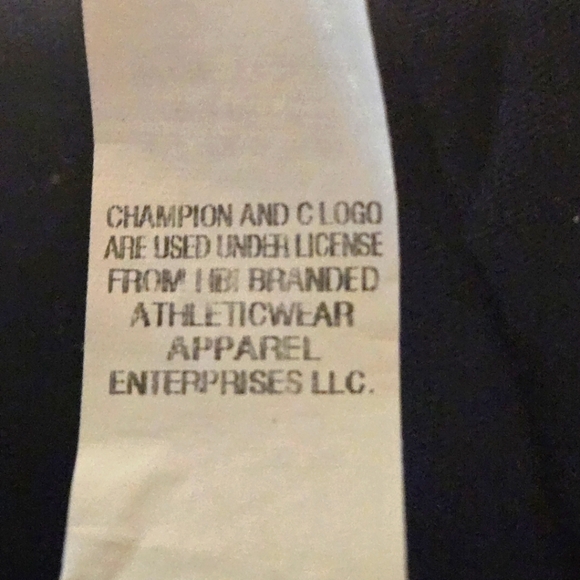 CHAMPION AND C LOGO
ARE USED UNDER LICENSE
FROM HBI BRANDED
ATHLETICWEAR
APPAREL
ENTERPRISES LLC.